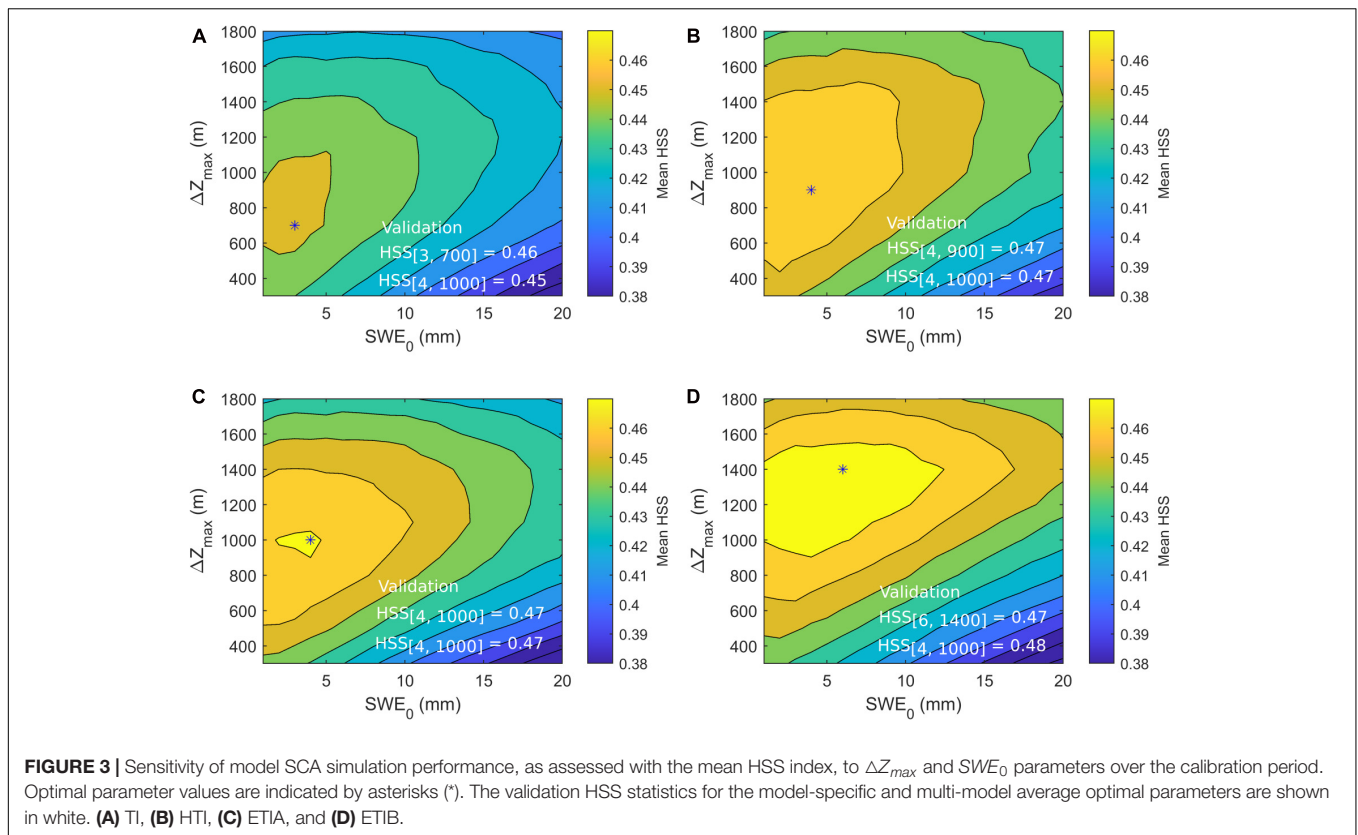 A
1800
1600
1400
1200
1000
800
600
400
ΔZmax (m)
5 10 15 20
SWE0 (mm)
Validation
HSS[3, 700] = 0.46
HSS[4, 1000] = 0.45
0.46
0.45
0.44
0.43
0.42
0.41
0.4
0.39
0.38
Mean HSS
B
1800
1600
1400
1200
1000
800
600
400
ΔZmax (m)
5 10 15 20
SWE0 (mm)
Validation
HSS[4, 900] = 0.47
HSS[4, 1000] = 0.47
0.46
0.45
0.44
0.43
0.42
0.41
0.4
0.39
0.38
Mean HSS
C
1800
1600
1400
1200
1000
800
600
400
ΔZmax (m)
5 10 15 20
SWE0 (mm)
Validation
HSS[4, 1000] = 0.47
HSS[4, 1000] = 0.47
0.46
0.45
0.44
0.43
0.42
0.41
0.4
0.39
0.38
Mean HSS
D
1800
1600
1400
1200
1000
800
600
400
ΔZmax (m)
5 10 15 20
SWE0 (mm)
Validation
HSS[6, 1400] = 0.47
HSS[4, 1000] = 0.48
0.46
0.45
0.44
0.43
0.42
0.41
0.4
0.39
0.38
Mean HSS
FIGURE 3 | Sensitivity of model SCA simulation performance, as assessed with the mean HSS index, to ΔZmax and SWE0 parameters over the calibration period.
Optimal parameter values are indicated by asterisks (*). The validation HSS statistics for the model-specific and multi-model average optimal parameters are shown
in white. (A) TI, (B) HTI, (C) ETIA, and (D) ETIB.